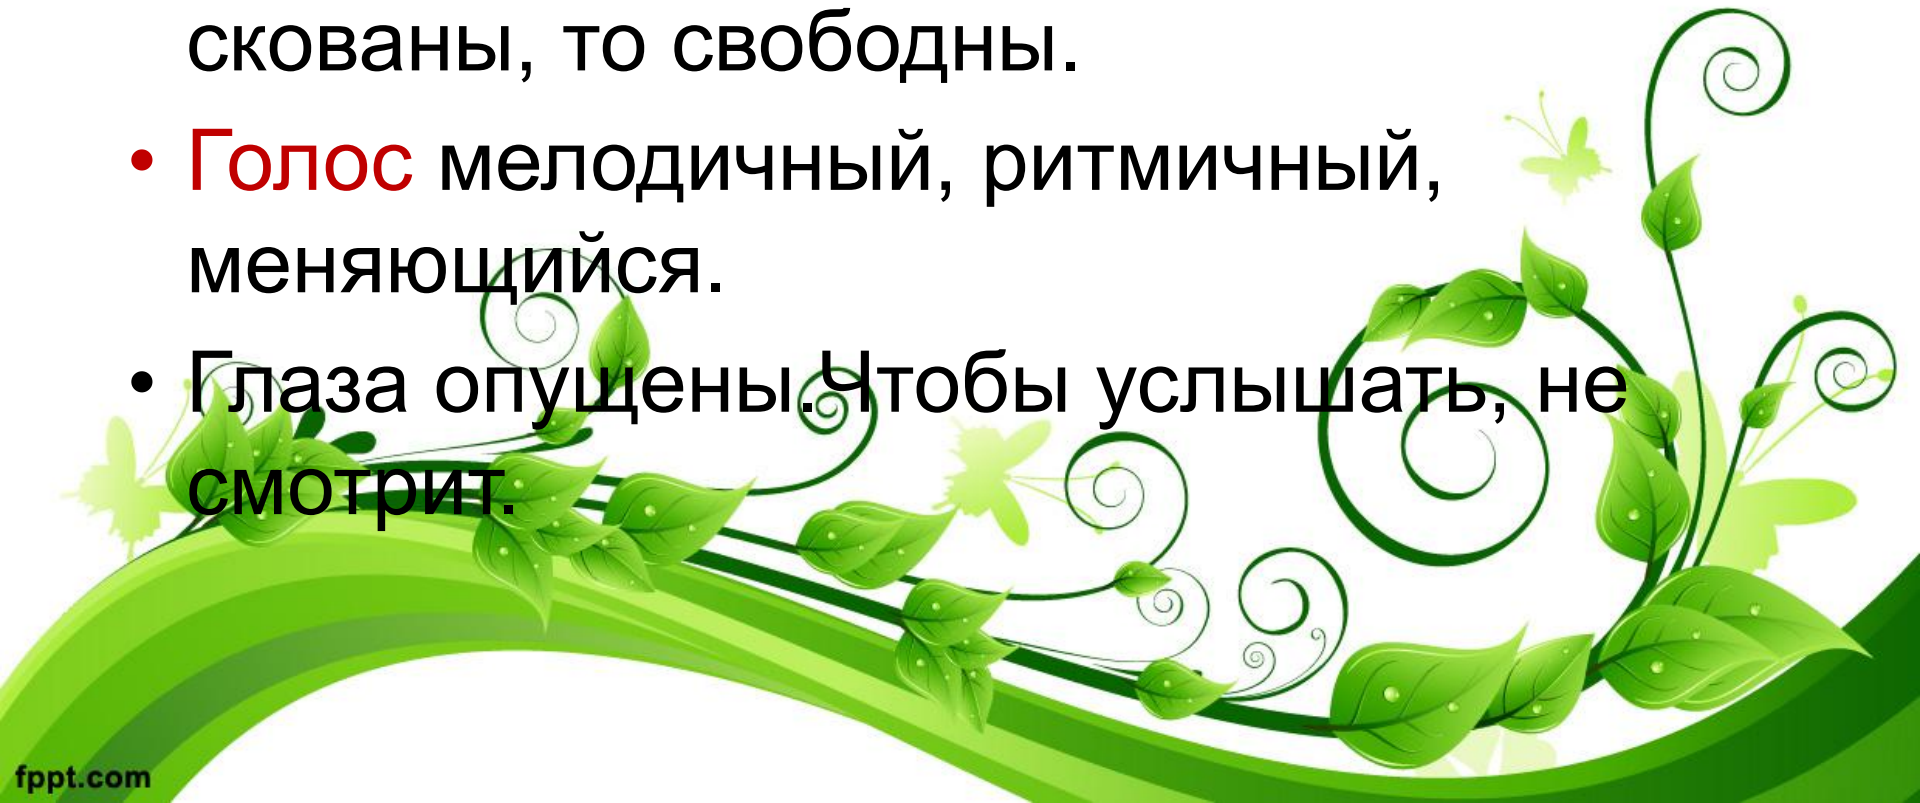 скованы, то свободны.
• Голос мелодичный, ритмичный,
меняющийся.
• Глаза опущены.Чтобы услышать, не
смотрит.
fppt.com